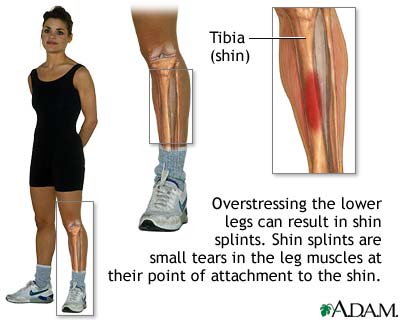 Tibia
(shin)
Overstressing the lower
legs can result in shin
splints. Shin splints are
small tears in the leg muscles at
their point of attachment to the shin.
ADAM.